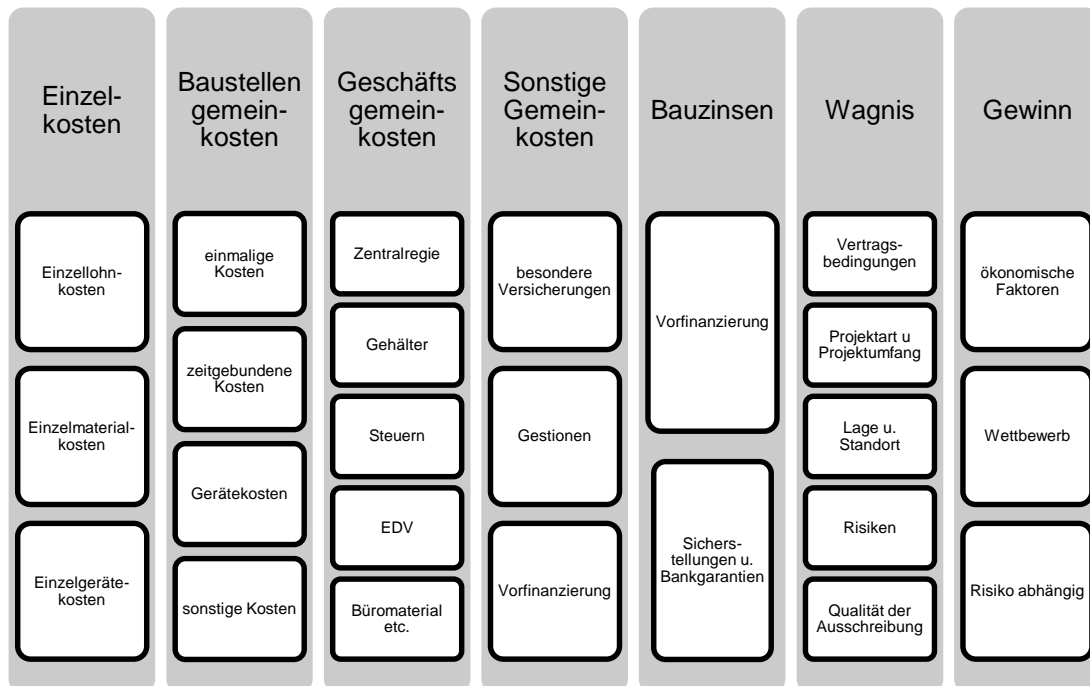 Einzel-
kosten
Einzellohn-
kosten
Einzelmaterial-
kosten
Einzelgeräte-
kosten
Baustellen
gemein-
kosten
einmalige
Kosten
zeitgebundene
Kosten
Gerätekosten
sonstige Kosten
Geschäfts
gemein-
kosten
Zentralregie
Gehälter
Steuern
EDV
Büromaterial
etc.
Sonstige
Gemein-
kosten
besondere
Versicherungen
Gestionen
Vorfinanzierung
Bauzinsen
Vorfinanzierung
Sichers-
stellungen u.
Bankgarantien
Wagnis
Vertrags-
bedingungen
Projektart u
Projektumfang
Lage u.
Standort
Risiken
Qualität der
Ausschreibung
Gewinn
ökonomische
Faktoren
Wettbewerb
Risiko abhängig